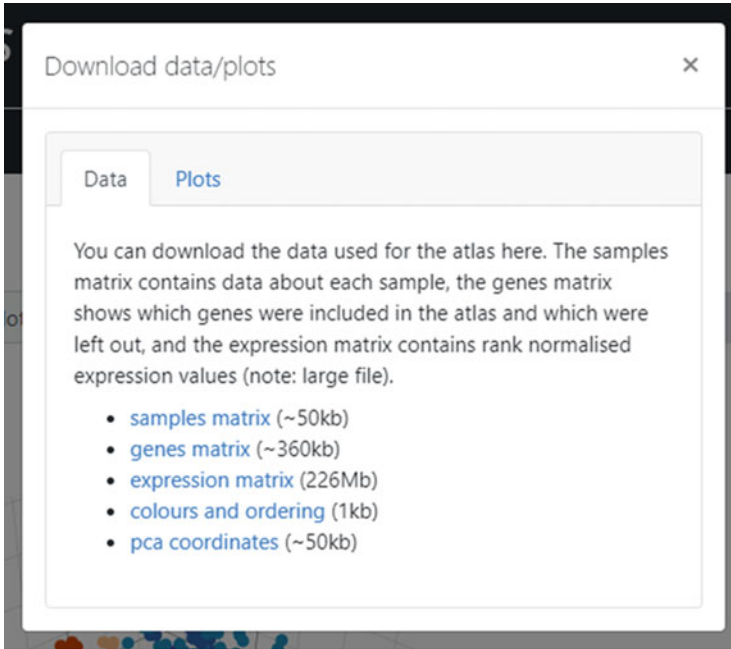 Download data/plots ×
Data Plots
You can download the data used for the atlas here. The samples
matrix contains data about each sample, the genes matrix
shows which genes were included in the atlas and which were
left out, and the expression matrix contains rank normalised
expression values (note: large file).
• samples matrix (~50kb)
• genes matrix (~360kb)
• expression matrix (226Mb)
• colours and ordering (1kb)
• pca coordinates (~50kb)